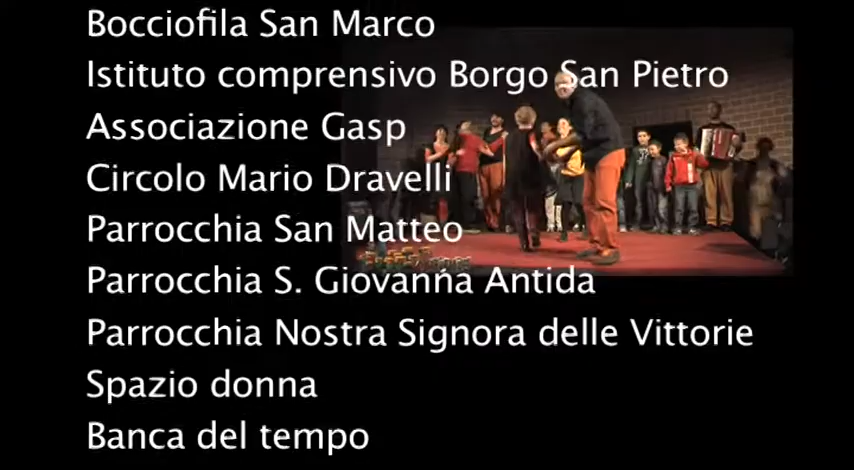 Bocciofila San Marco
Istituto comprensivo Borgo San Pietro
Associazione Gasp
Circolo Mario Dravelli
Parrocchia San Matteo
Parrocchia S. Giovanna Antida
Parrocchia Nostra Signora delle Vittorie
Spazio donna
Banca del tempo